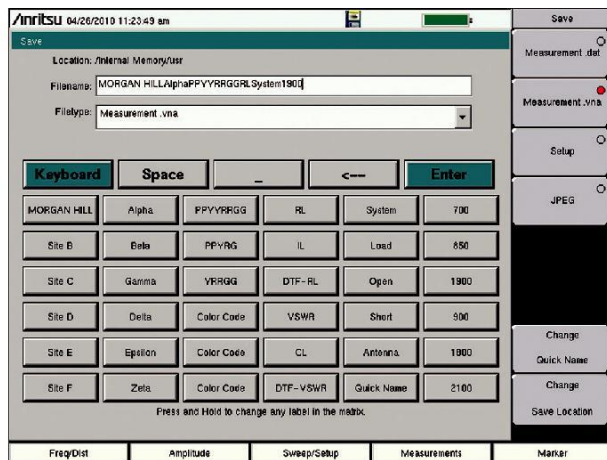 /inritsu 04/26/2010 11:23:49 am
Save
Save
Location: /Internal Memory/usr
Filename: MORGAN HILLAlphaPPYYRRGGRLSystem1900
Filetype: Measurement .vna
Measurement .dat
Measurement .vna
Setup
JPEG
Keyboard Space _ <-- Enter
MORGAN HILL Alpha PPYYRRGG RL System 700
Site B Beta PPYRG IL Load 850
Site C Gamma YRRGG DTF-RL Open 1900
Site D Delta Color Code VSWR Short 900
Site E Epsilon Color Code CL Antenna 1800
Site F Zeta Color Code DTF-VSWR Quick Name 2100
Press and Hold to change any label in the matrix.
Change
Quick Name
Change
Save Location
Freq/Dist Amplitude Sweep/Setup Measurements Marker